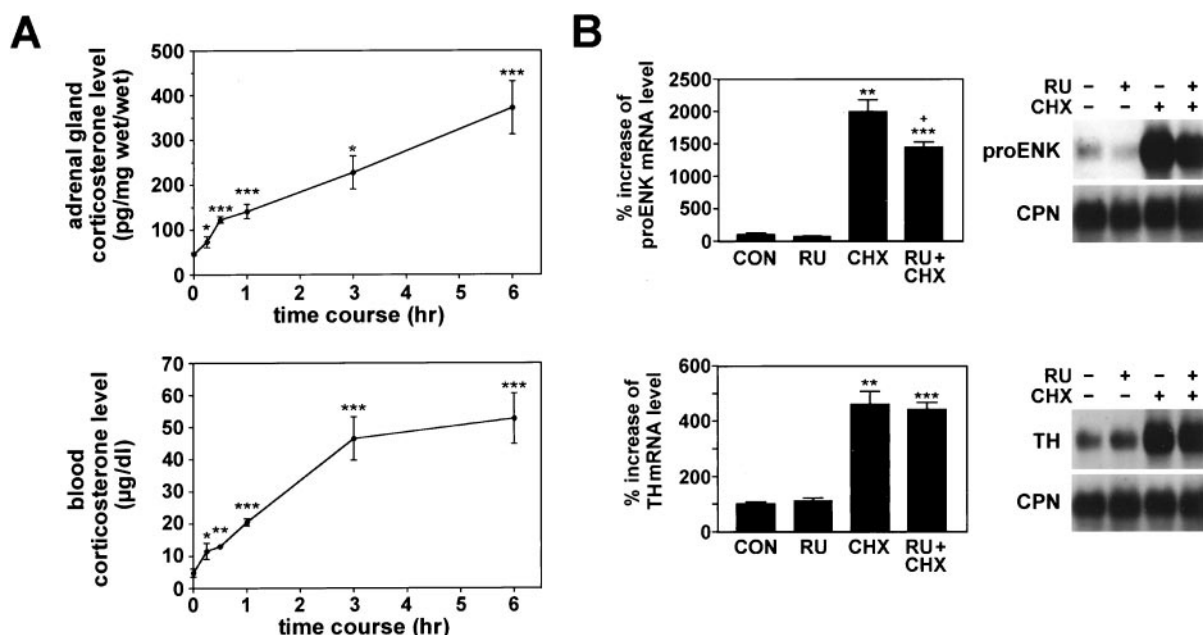 A
adrenal gland
corticosterone level
(pg/mg wet/wet)
500
400
300
200
100
0
***
*
***
***
*
0 1 2 3 4 5 6
time course (hr)
blood
corticosterone level
(µg/dl)
70
60
50
40
30
20
10
0
***
***
***
**
*
0 1 2 3 4 5 6
time course (hr)
B
% increase of
proENK mRNA level
2500
2000
1500
1000
500
0
**
+
***
CON RU CHX RU+
CHX
RU - + - +
CHX - - + +
proENK
CPN
% increase of
THmRNA level
600
400
200
0
**
***
CON RU CHX RU+
CHX
RU - + - +
CHX - - + +
TH
CPN